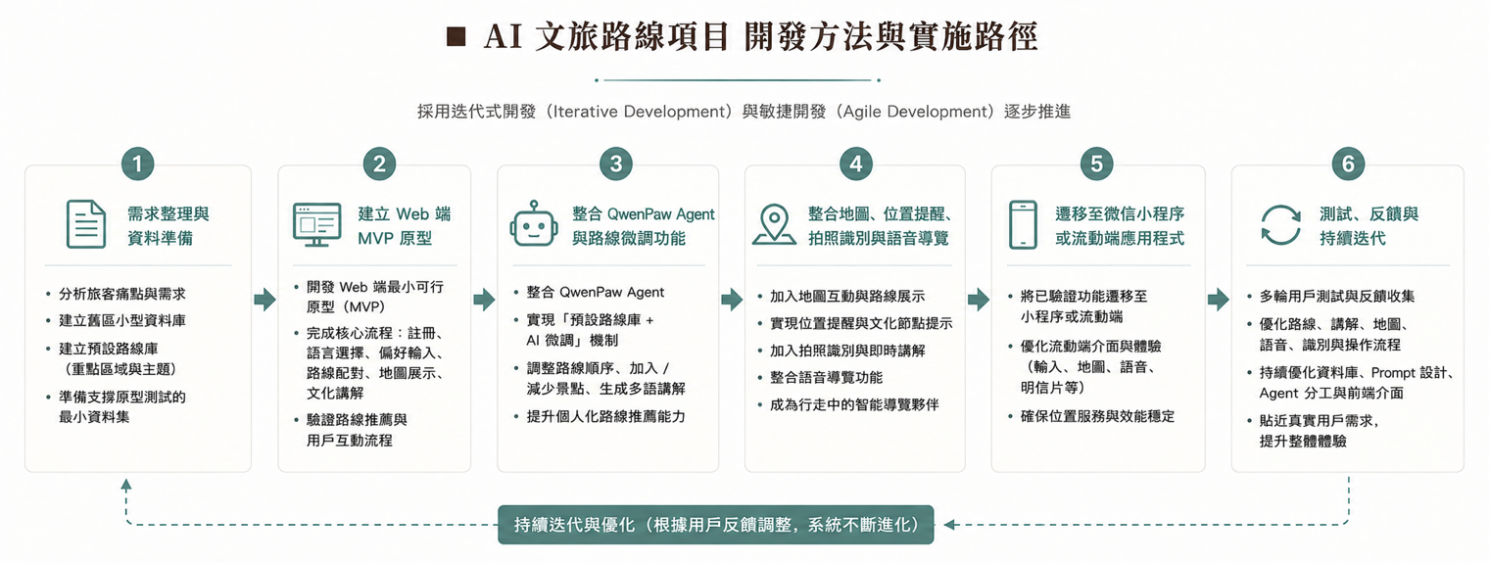 ■ AI 文旅路線項目 開發方法與實施路徑
採用迭代式開發（Iterative Development）與敏捷開發（Agile Development）逐步推進
1
需求整理與
資料準備
• 分析旅客痛點與需求
• 建立舊區小型資料庫
• 建立預設路線庫
（重點區域與主題）
• 準備支撐原型測試的
最小資料集
2
建立 Web 端
MVP 原型
• 開發 Web 端最小可行
原型（MVP）
• 完成核心流程：註冊、
語言選擇、偏好輸入、
路線配對、地圖展示、
文化講解
• 驗證路線推薦與
用戶互動流程
3
整合 QwenPaw Agent
與路線微調功能
• 整合 QwenPaw Agent
• 實現「預設路線庫 +
AI 微調」機制
• 調整路線順序、加入 /
減少景點、生成多語講解
• 提升個人化路線推薦能力
4
整合地圖、位置提醒、
拍照識別與語音導覽
• 加入地圖互動與路線展示
• 實現位置提醒與文化節點提示
• 加入拍照識別與即時講解
• 整合語音導覽功能
• 成為行走中的智能導覽夥伴
5
遷移至微信小程序
或流動端應用程式
• 將已驗證功能遷移至
小程序或流動端
• 優化流動端介面與體驗
（輸入、地圖、語音、
明信片等）
• 確保位置服務與效能穩定
6
測試、反饋與
持續迭代
• 多輪用戶測試與反饋收集
• 優化路線、講解、地圖、
語音、識別與操作流程
• 持續優化資料庫、Prompt 設計、
Agent 分工與前端介面
• 貼近真實用戶需求，
提升整體體驗
持續迭代與優化（根據用戶反饋調整，系統不斷進化）